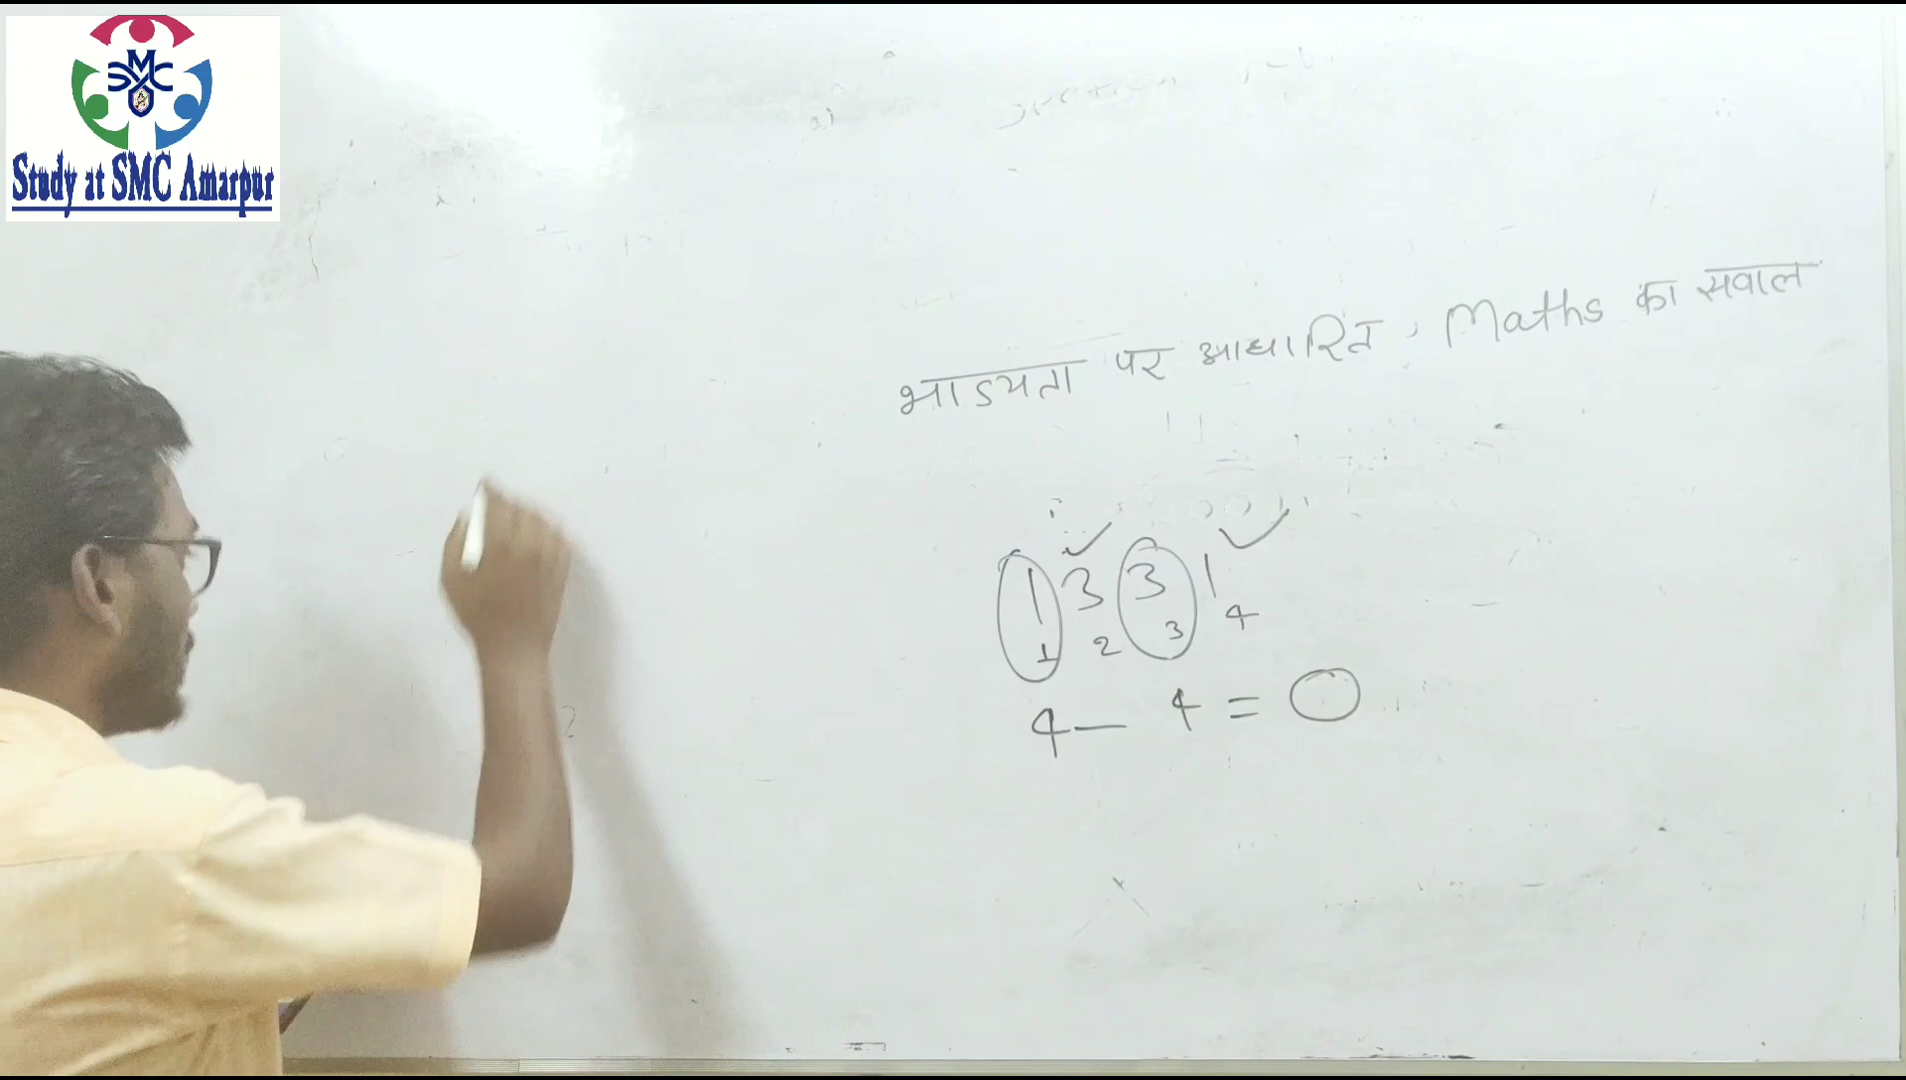 SMC
Study at SMC Amarpur
भाज्यता पर आधारित, Maths का सवाल
1 3 3 1
1 2 3 4
4 - 4 = 0